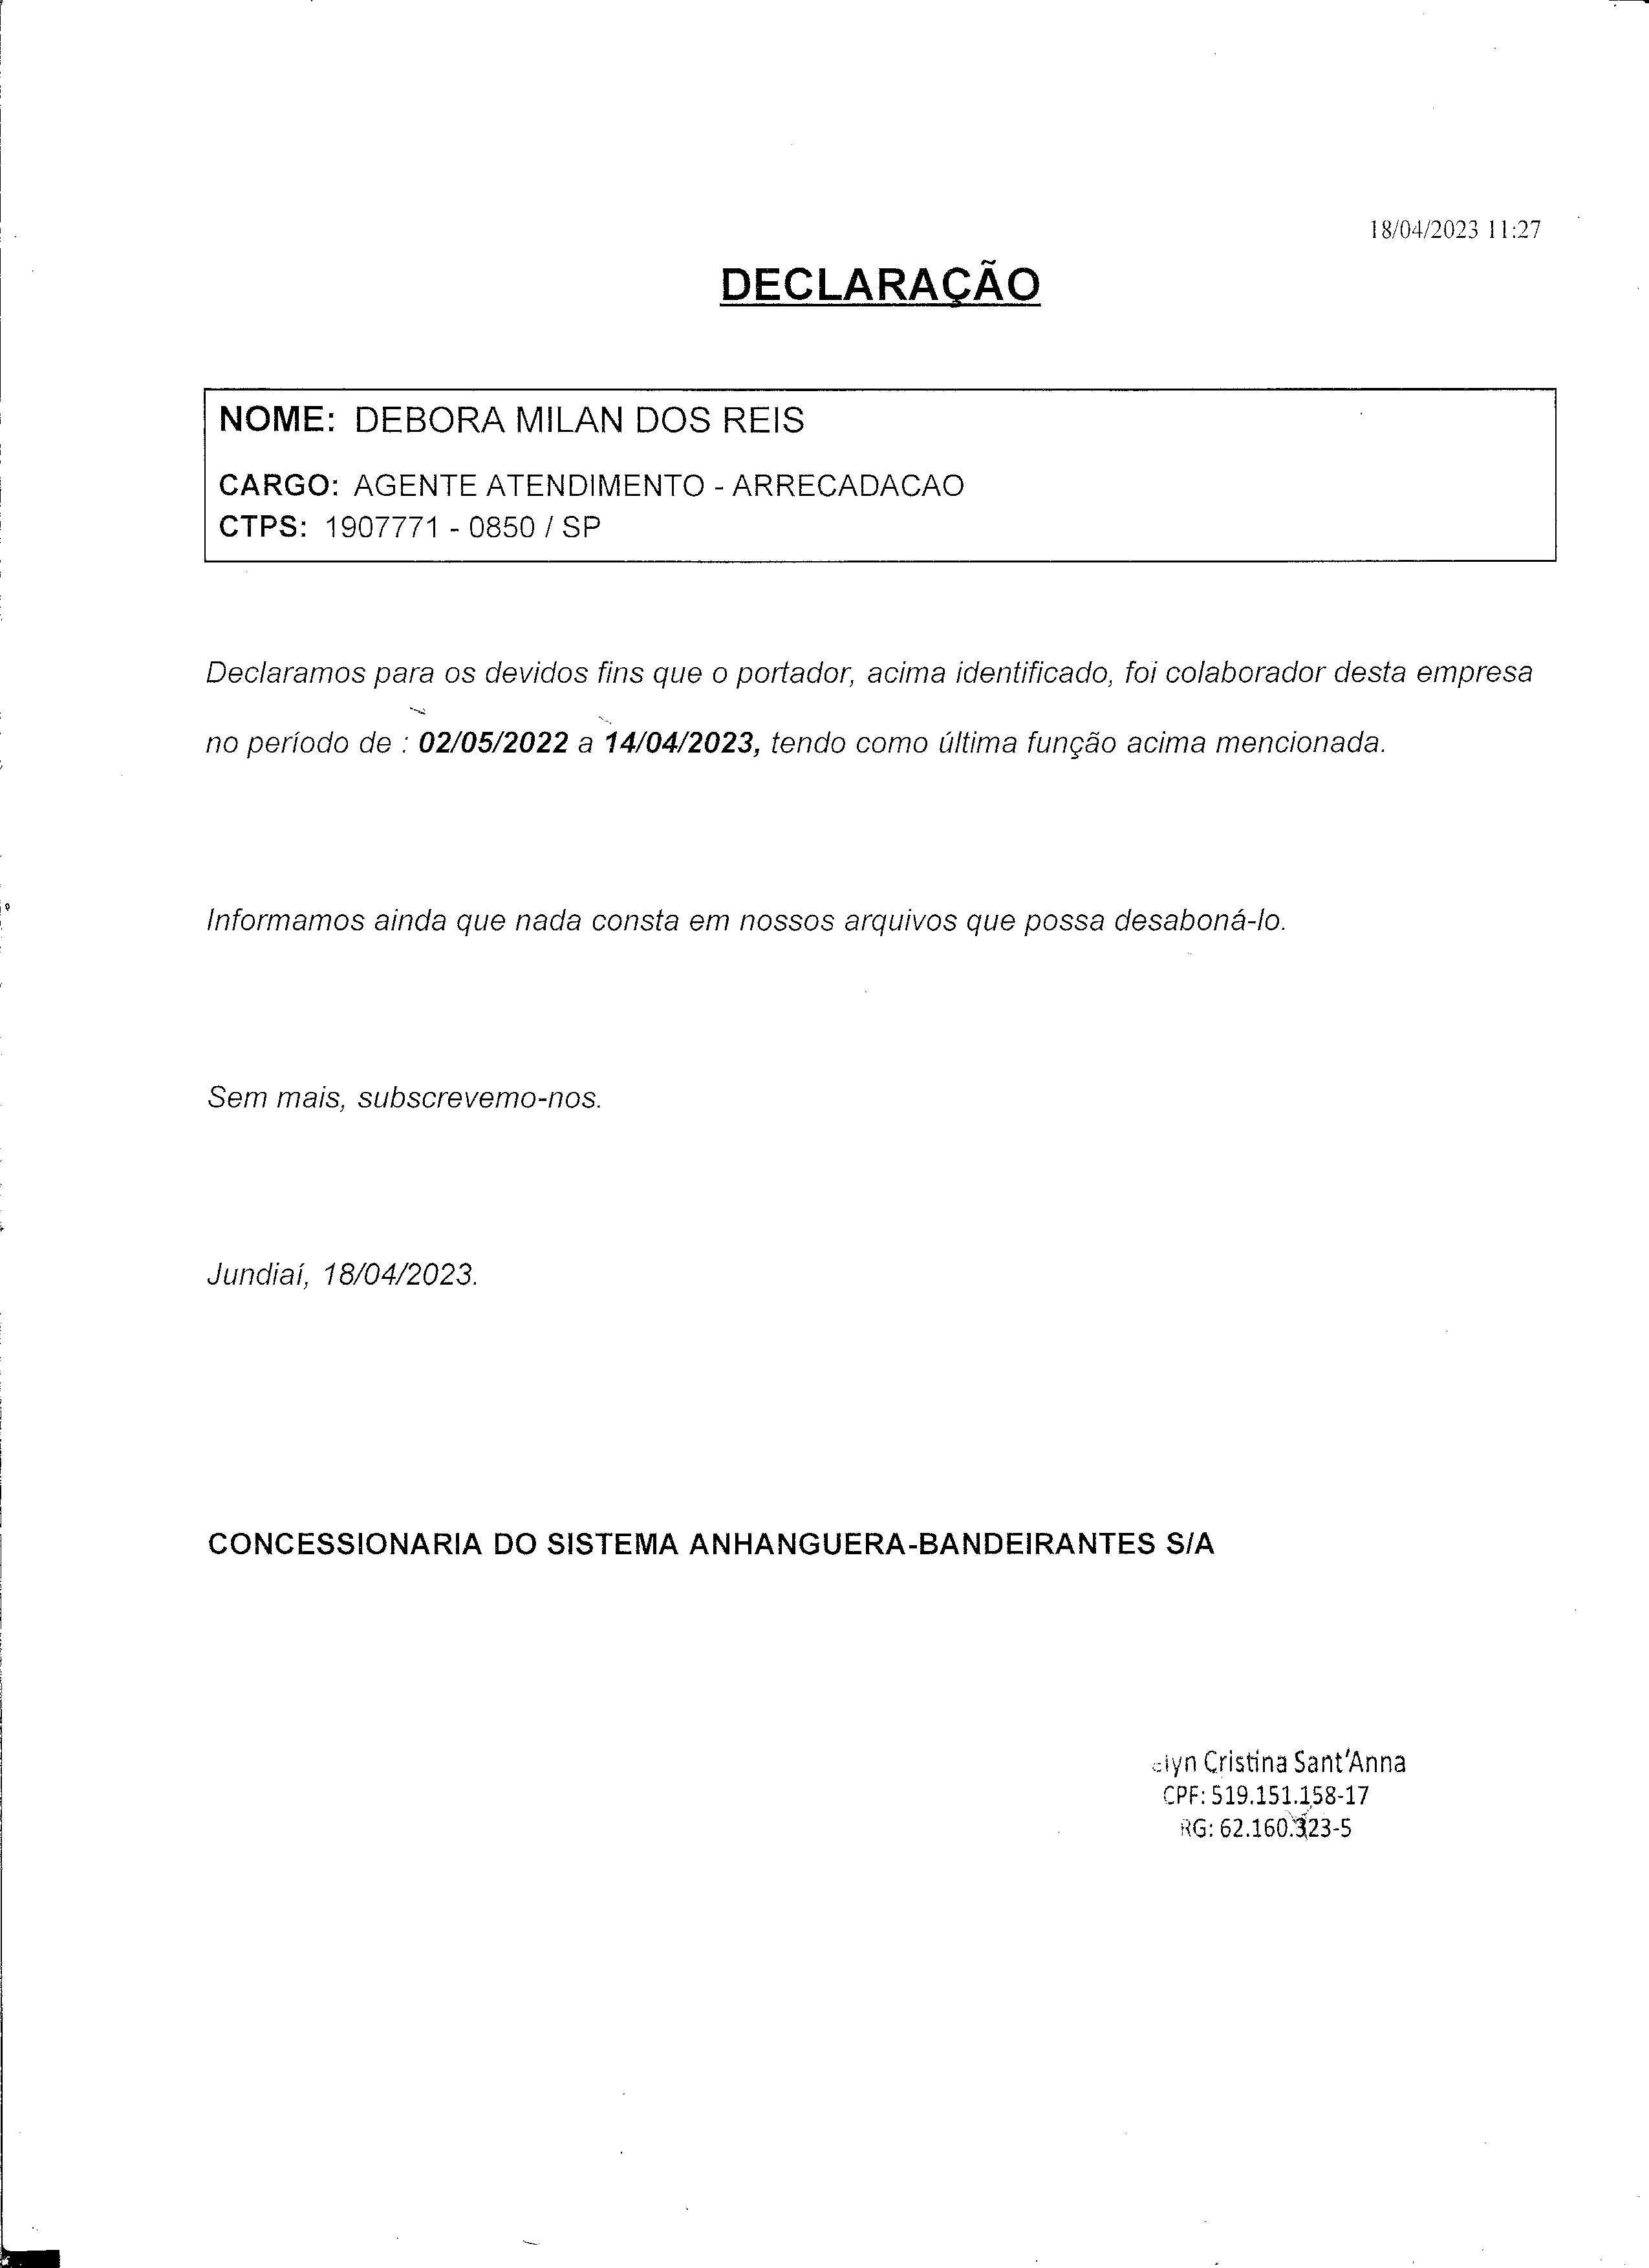 18/04/2023 11:27
DECLARAÇÃO
NOME: DEBORA MILAN DOS REIS
CARGO: AGENTE ATENDIMENTO - ARRECADACAO
CTPS: 1907771 - 0850 / SP
Declaramos para os devidos fins que o portador, acima identificado, foi colaborador desta empresa
no período de : 02/05/2022 a 14/04/2023, tendo como última função acima mencionada.
Informamos ainda que nada consta em nossos arquivos que possa desaboná-lo.
Sem mais, subscrevemo-nos.
Jundiaí, 18/04/2023.
CONCESSIONARIA DO SISTEMA ANHANGUERA-BANDEIRANTES S/A
Cristina Sant'Anna
CPF: 519.151.158-17
RG: 62.160.323-5